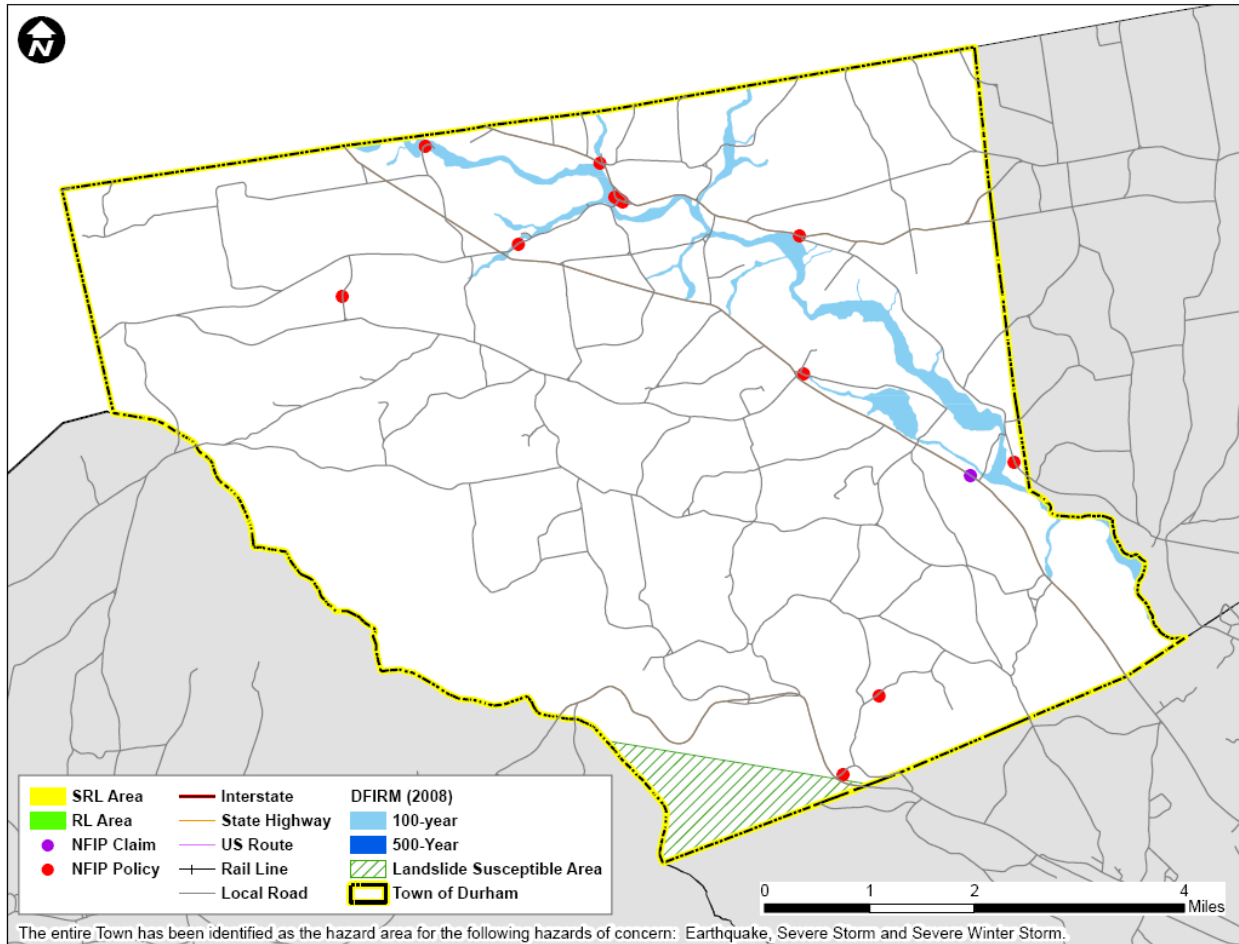 N
SRL Area
RL Area
NFIP Claim
NFIP Policy
Interstate
State Highway
US Route
Rail Line
Local Road
DFIRM (2008)
100-year
500-Year
Landslide Susceptible Area
Town of Durham
0 1 2 4
Miles
The entire Town has been identified as the hazard area for the following hazards of concern: Earthquake, Severe Storm and Severe Winter Storm.